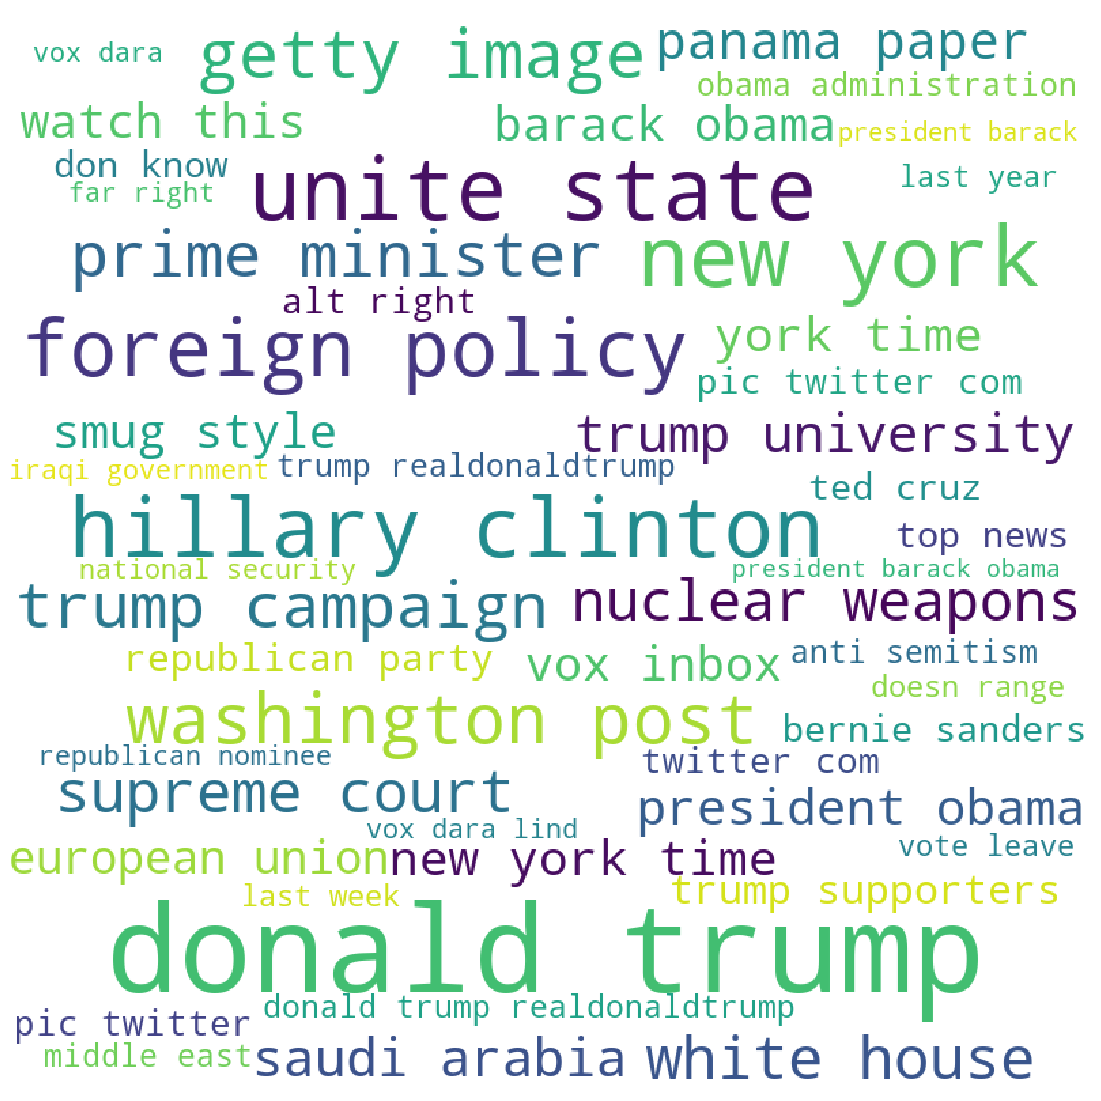 vox dara getty image panama paper
obama administration
watch this barack obama president barack
don know unite state last year
far right
prime minister new york
alt right
foreign policy york time
pic twitter com
smug style trump university
iraqi government trump realdonaldtrump
ted cruz
hillary clinton top news
national security president barack obama
trump campaign nuclear weapons
republican party vox inbox anti semitism
doesn range
washington post bernie sanders
republican nominee twitter com
supreme court president obama
vox dara lind vote leave
european union new york time
last week trump supporters
donald trump
donald trump realdonaldtrump
pic twitter
middle east saudi arabia white house